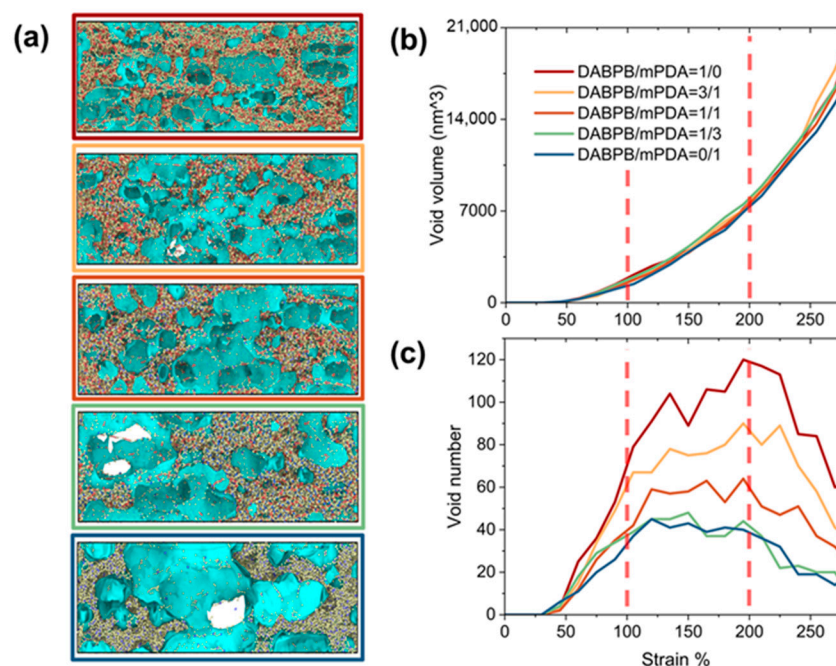 (a)
(b)
21,000
14,000
7000
0
Void volume (nm^3)
DABPB/mPDA=1/0
DABPB/mPDA=3/1
DABPB/mPDA=1/1
DABPB/mPDA=1/3
DABPB/mPDA=0/1
0 50 100 150 200 250
(c)
120
100
80
60
40
20
0
Void number
0 50 100 150 200 250
Strain %